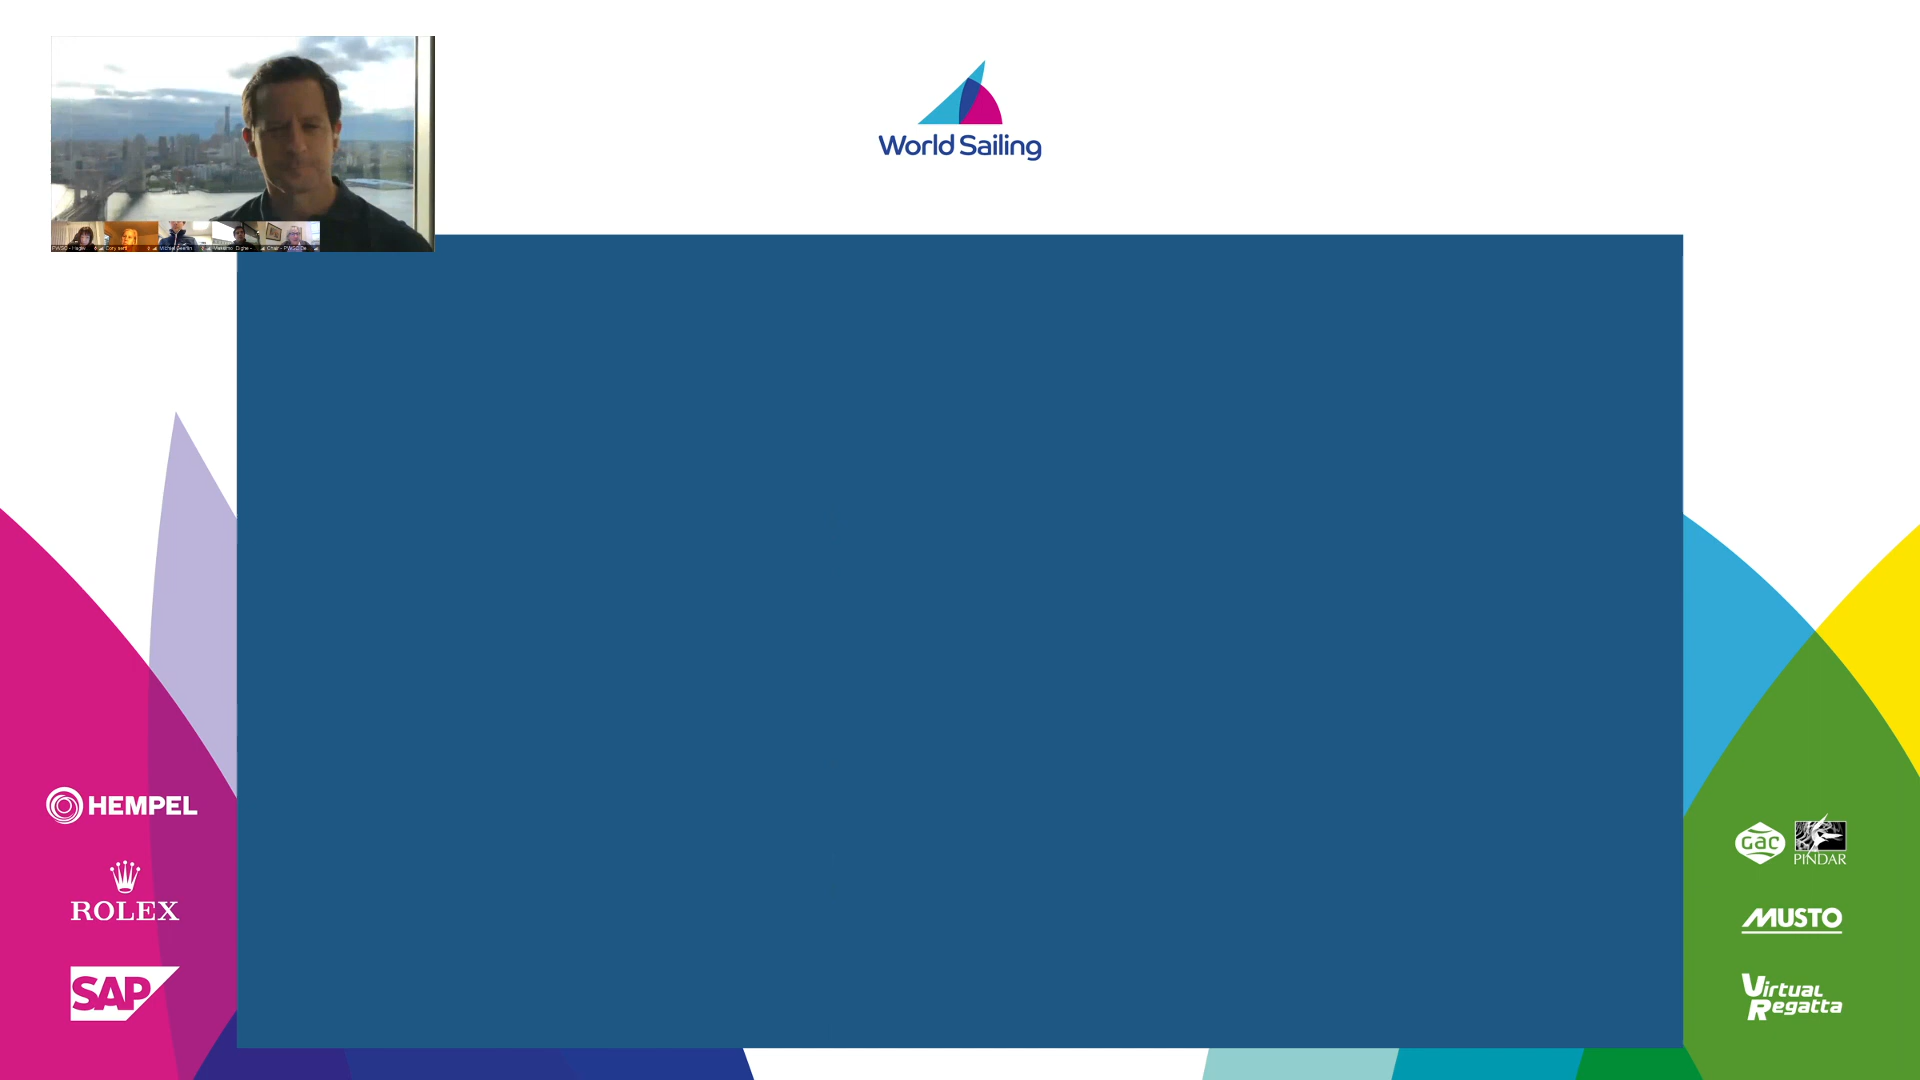 World Sailing
HEMPEL
ROLEX
SAP
GAC
PINDAR
MUSTO
Virtual
Regatta